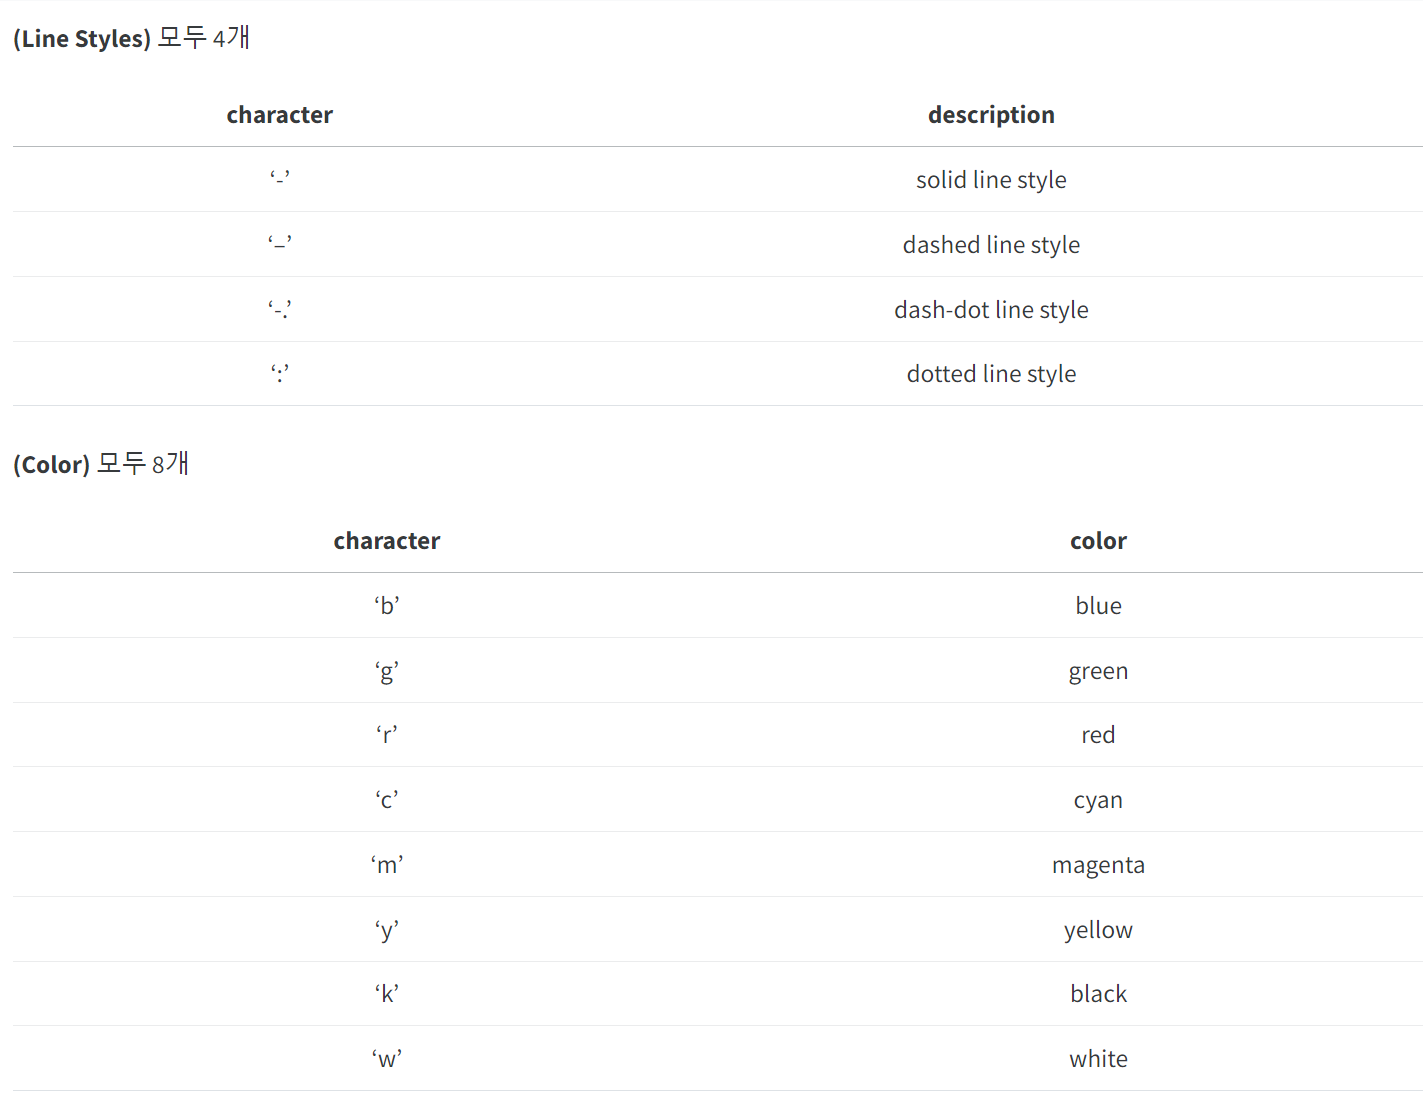 (Line Styles) 모두 4개
character description
‘-’ solid line style
‘–’ dashed line style
‘-.’ dash-dot line style
‘:’ dotted line style
(Color) 모두 8개
character color
‘b’ blue
‘g’ green
‘r’ red
‘c’ cyan
‘m’ magenta
‘y’ yellow
‘k’ black
‘w’ white